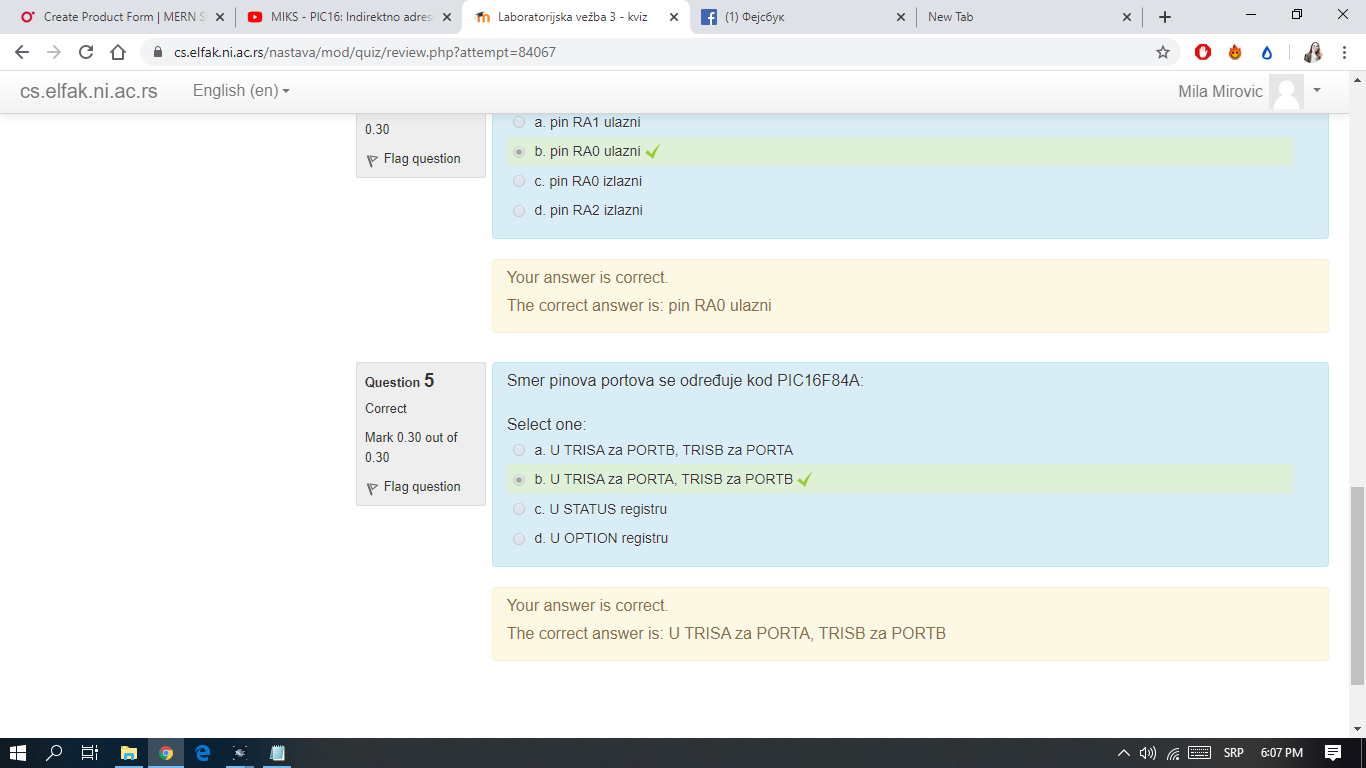 Create Product Form | MERN S
MIKS - PIC16: Indirektno adres
Laboratorijska vežba 3 - kviz
(1) Фејсбук
New Tab
cs.elfak.ni.ac.rs/nastava/mod/quiz/review.php?attempt=84067
cs.elfak.ni.ac.rs
English (en)
Mila Mirovic
0.30
Flag question
a. pin RA1 ulazni
b. pin RA0 ulazni
c. pin RA0 izlazni
d. pin RA2 izlazni
Your answer is correct.
The correct answer is: pin RA0 ulazni
Question 5
Correct
Mark 0.30 out of
0.30
Flag question
Smer pinova portova se određuje kod PIC16F84A:
Select one:
a. U TRISA za PORTB, TRISB za PORTA
b. U TRISA za PORTA, TRISB za PORTB
c. U STATUS registru
d. U OPTION registru
Your answer is correct.
The correct answer is: U TRISA za PORTA, TRISB za PORTB
SRP
6:07 PM